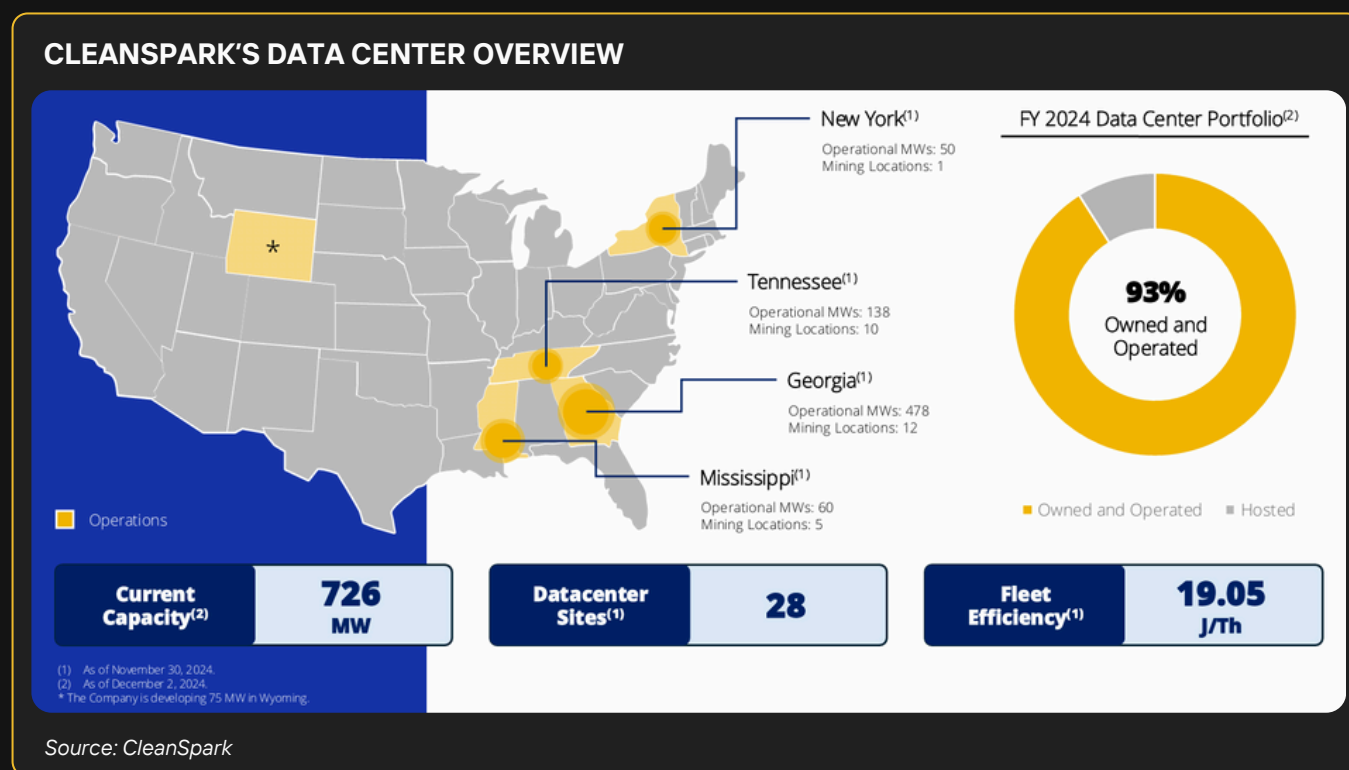 CLEANSPARK'S DATA CENTER OVERVIEW
New York(1)
Operational MWs: 50
Mining Locations: 1
Tennessee(1)
Operational MWs: 138
Mining Locations: 10
Georgia(1)
Operational MWs: 478
Mining Locations: 12
Mississippi(1)
Operational MWs: 60
Mining Locations: 5
*
Operations
FY 2024 Data Center Portfolio(2)
93%
Owned and
Operated
Owned and Operated
Hosted
Current
Capacity(2)
726
MW
Datacenter
Sites(1)
28
Fleet
Efficiency(1)
19.05
J/Th
(1) As of November 30, 2024.
(2) As of December 2, 2024.
* The Company is developing 75 MW in Wyoming.
Source: CleanSpark